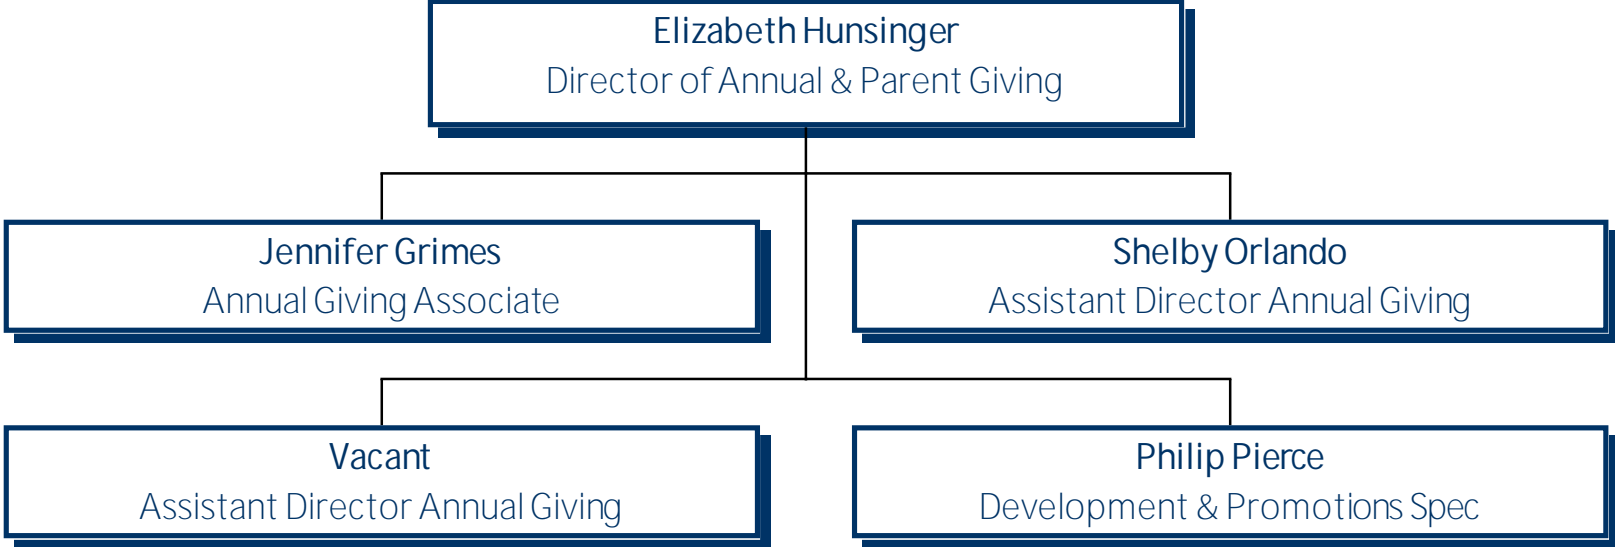 Elizabeth Hunsinger
Director of Annual & Parent Giving
Jennifer Grimes
Annual Giving Associate
Shelby Orlando
Assistant Director Annual Giving
Vacant
Assistant Director Annual Giving
Philip Pierce
Development & Promotions Spec